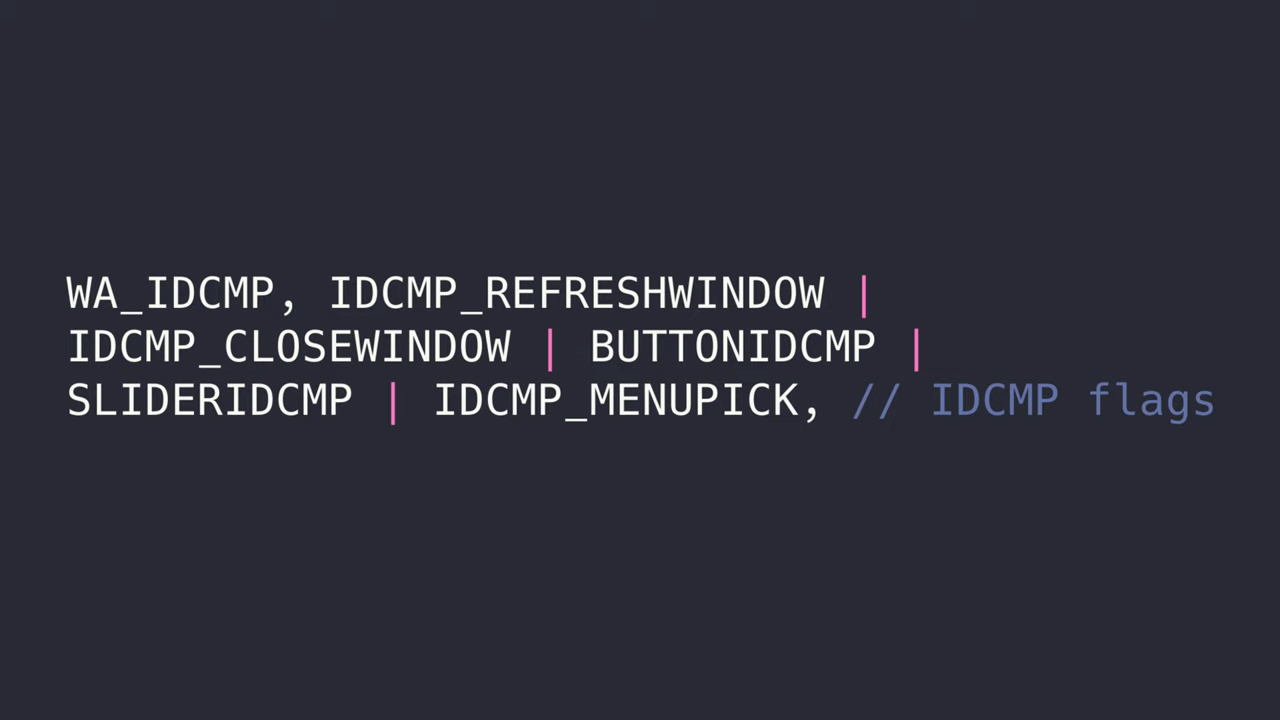 WA_IDCMP, IDCMP_REFRESHWINDOW |
IDCMP_CLOSEWINDOW | BUTTONIDCMP |
SLIDERIDCMP | IDCMP_MENUPICK, // IDCMP flags